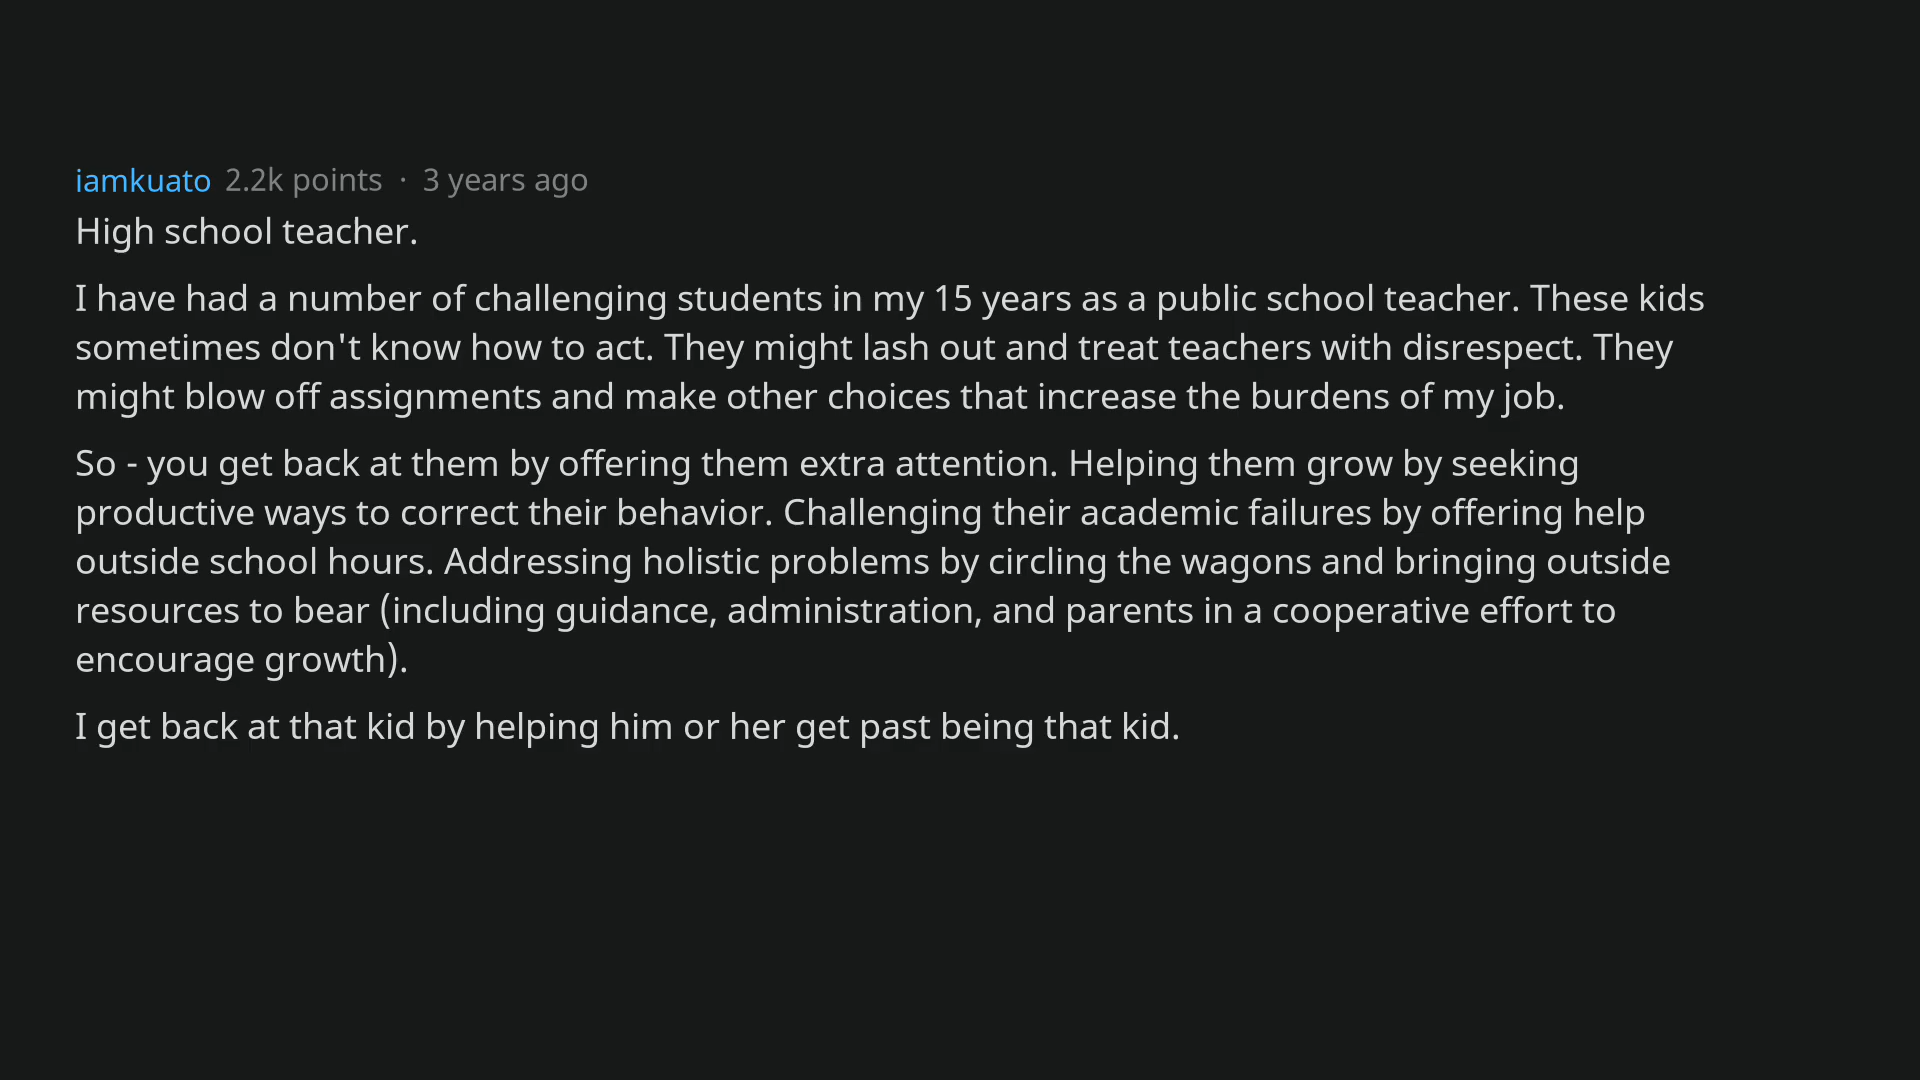 iamkuato 2.2k points · 3 years ago
High school teacher.
I have had a number of challenging students in my 15 years as a public school teacher. These kids
sometimes don't know how to act. They might lash out and treat teachers with disrespect. They
might blow off assignments and make other choices that increase the burdens of my job.
So - you get back at them by offering them extra attention. Helping them grow by seeking
productive ways to correct their behavior. Challenging their academic failures by offering help
outside school hours. Addressing holistic problems by circling the wagons and bringing outside
resources to bear (including guidance, administration, and parents in a cooperative effort to
encourage growth).
I get back at that kid by helping him or her get past being that kid.